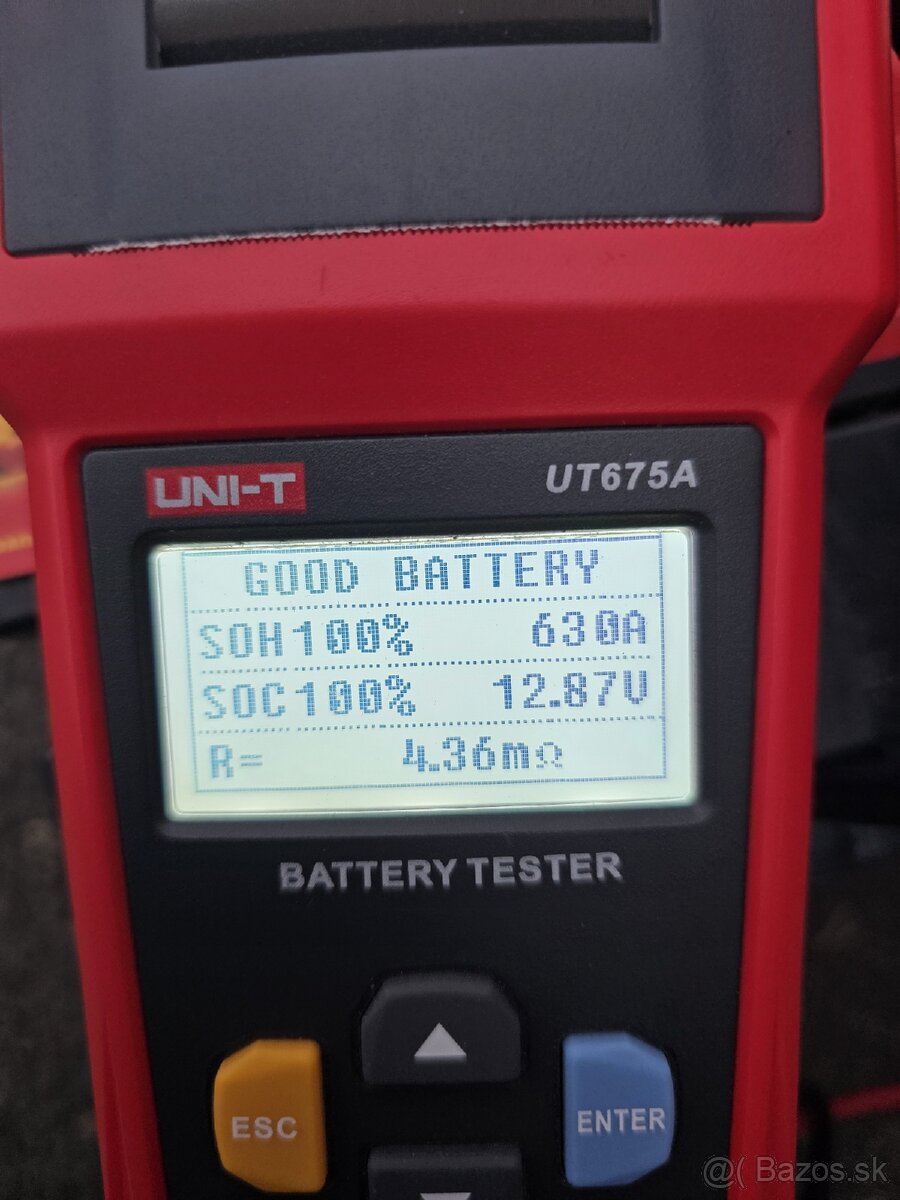 UNI-T UT675A
GOOD BATTERY
SOH100% 630A
SOC100% 12.87V
R= 4.36mΩ
BATTERY TESTER
ESC
ENTER
@( Bazos.sk